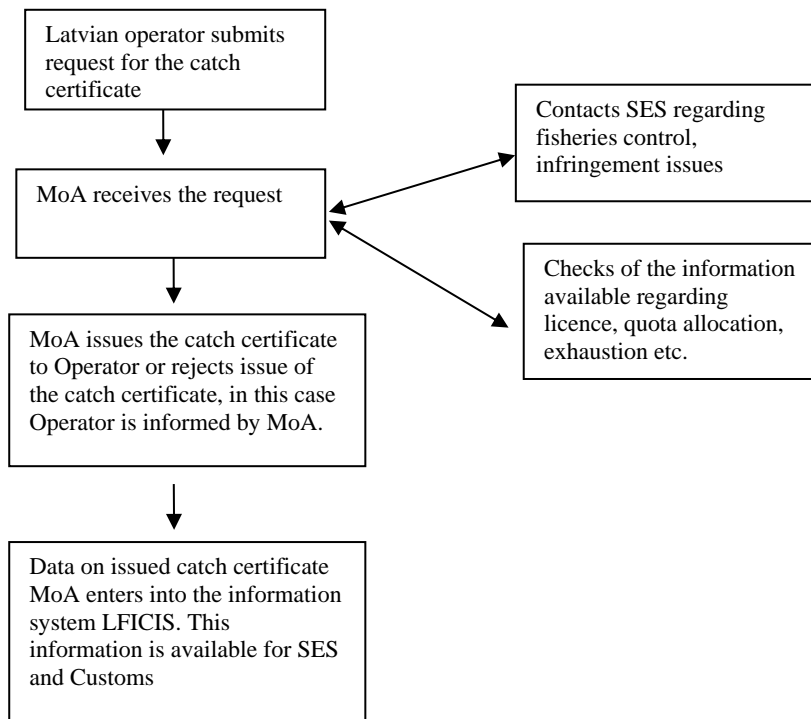 Latvian operator submits
request for the catch
certificate
Contacts SES regarding
fisheries control,
infringement issues
MoA receives the request
Checks of the information
available regarding
licence, quota allocation,
exhaustion etc.
MoA issues the catch certificate
to Operator or rejects issue of
the catch certificate, in this case
Operator is informed by MoA.
Data on issued catch certificate
MoA enters into the information
system LFICIS. This
information is available for SES
and Customs